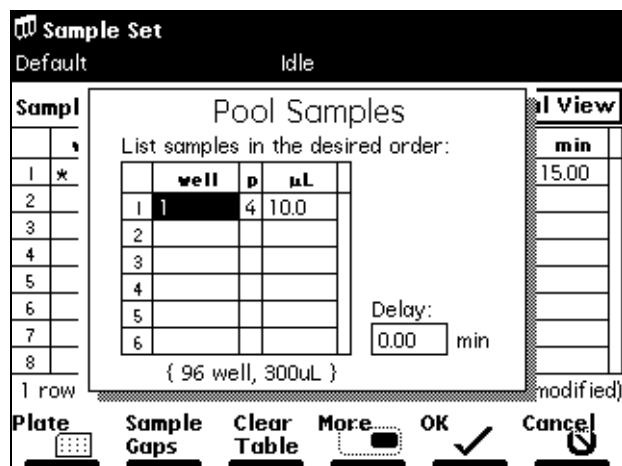 Sample Set
Default Idle
Sampl Pool Samples l View
List samples in the desired order:
well p µL min
1 * 1 1 4 10.0 15.00
2 2
3 3
4 4
5 5 Delay:
6 6 0.00 min
7 { 96 well, 300uL }
8
1 row modified)
Plate Sample Gaps Clear Table More OK Cancel